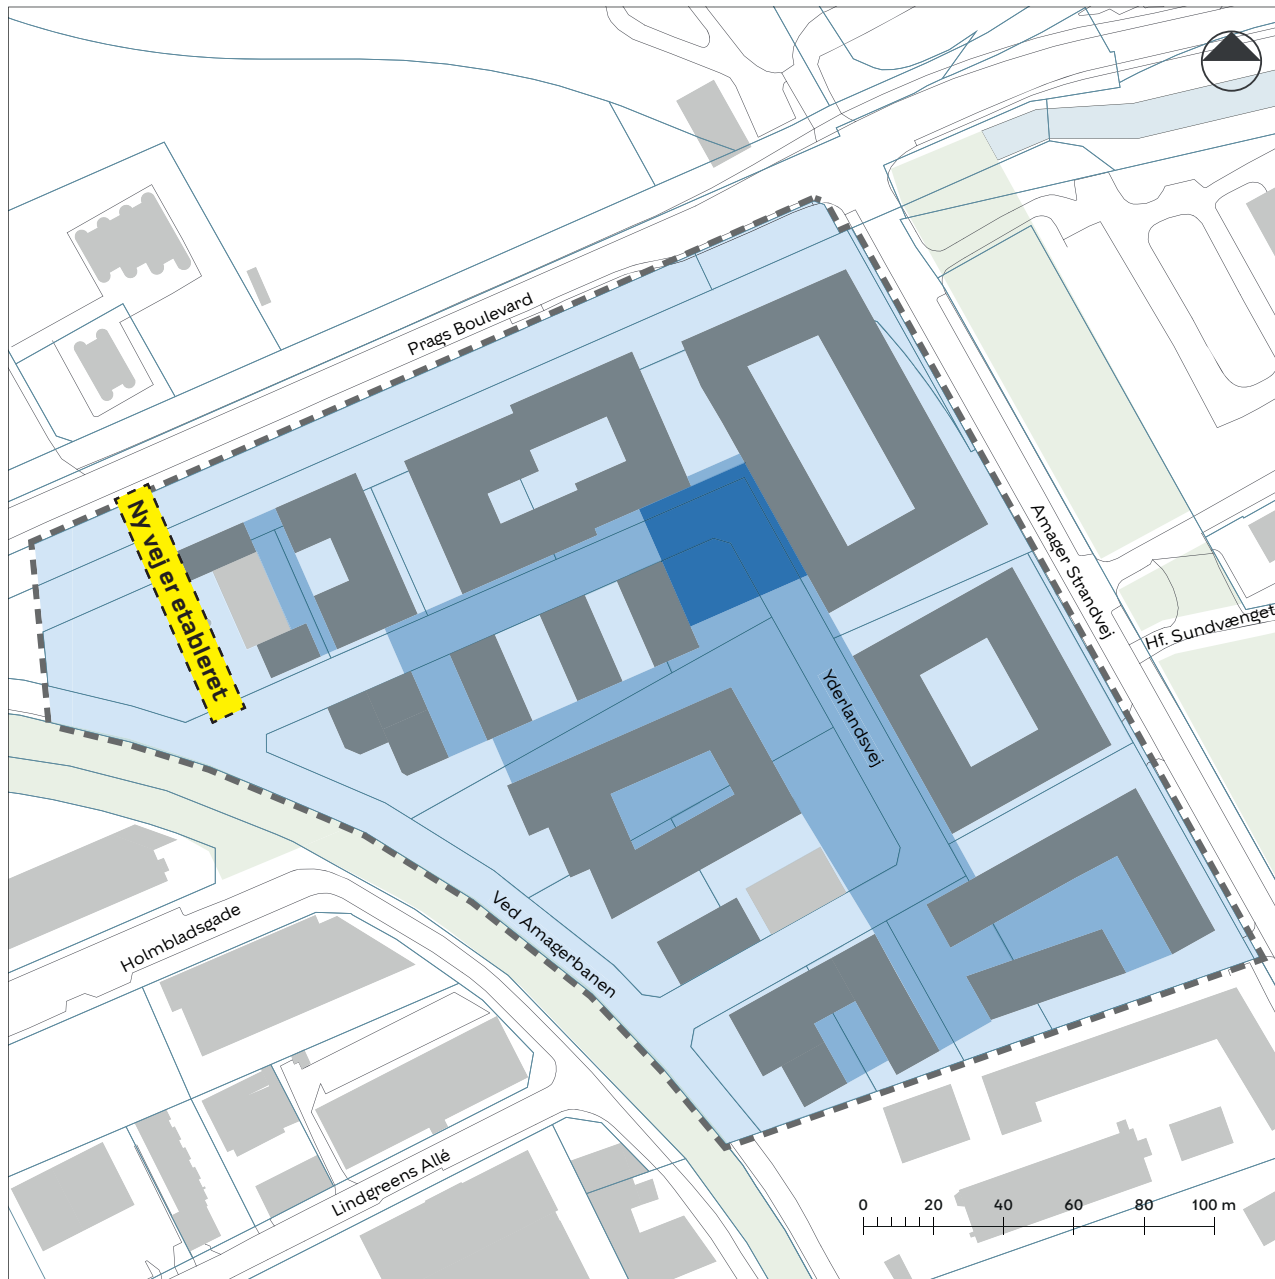 Prags Boulevard
Ny vej er etableret
Amager Strandvej
Hf. Sundvænget
Yderlandsvej
Ved Amagerbanen
Holmbladsgade
Lindgreens Allé
0 20 40 60 80 100 m